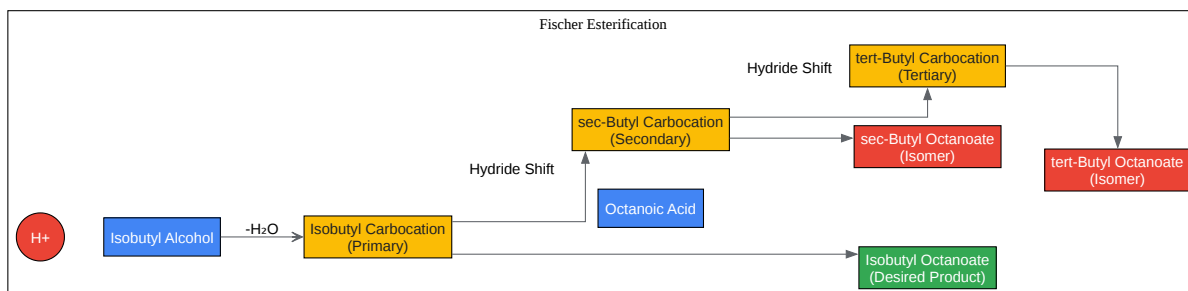 Fischer Esterification
tert-Butyl Carbocation
(Tertiary)
Hydride Shift
sec-Butyl Carbocation
(Secondary)
sec-Butyl Octanoate
(Isomer)
tert-Butyl Octanoate
(Isomer)
Hydride Shift
Octanoic Acid
H+
Isobutyl Alcohol
-H₂O
Isobutyl Carbocation
(Primary)
Isobutyl Octanoate
(Desired Product)